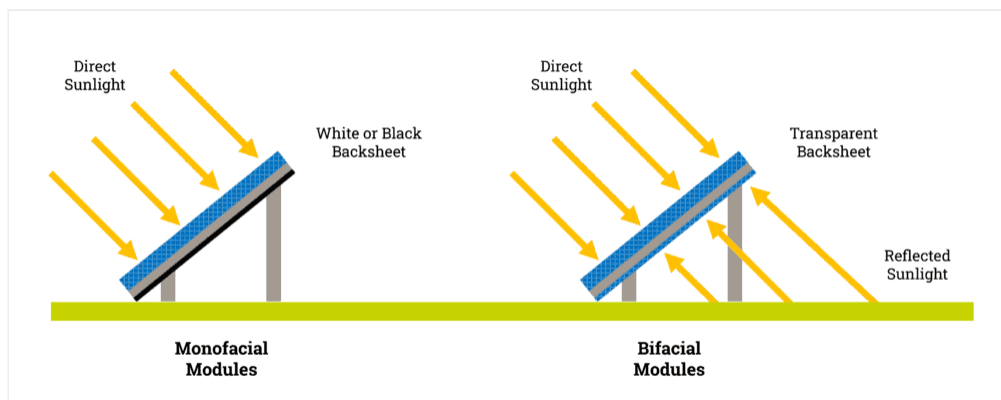 Direct
Sunlight
White or Black
Backsheet
Monofacial
Modules
Direct
Sunlight
Transparent
Backsheet
Reflected
Sunlight
Bifacial
Modules